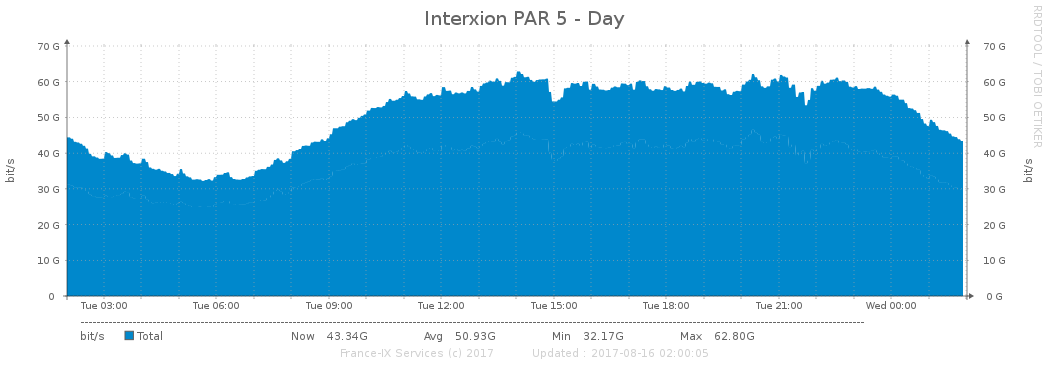 Interxion PAR 5 - Day
RRDTOOL / TOBI OETIKER
70 G 70 G
60 G 60 G
50 G 50 G
40 G 40 G
30 G 30 G
20 G 20 G
10 G 10 G
0 0 G
bit/s bit/s
Tue 03:00 Tue 06:00 Tue 09:00 Tue 12:00 Tue 15:00 Tue 18:00 Tue 21:00 Wed 00:00
bit/s Total Now 43.34G Avg 50.93G Min 32.17G Max 62.80G
France-IX Services (c) 2017 Updated : 2017-08-16 02:00:05